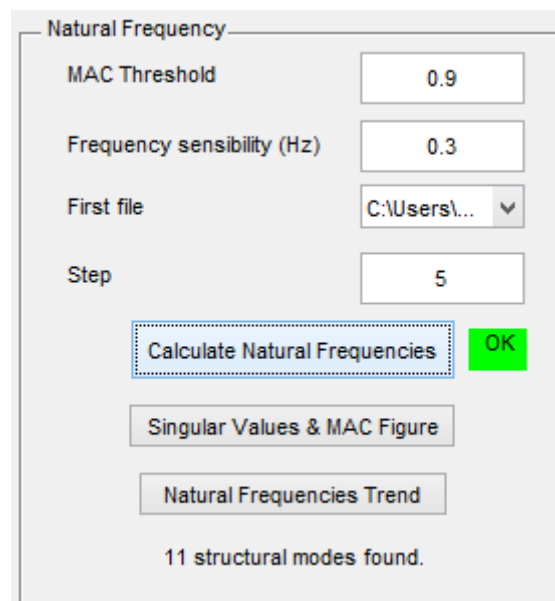 Natural Frequency
MAC Threshold 0.9
Frequency sensibility (Hz) 0.3
First file C:\Users\...
Step 5
Calculate Natural Frequencies OK
Singular Values & MAC Figure
Natural Frequencies Trend
11 structural modes found.